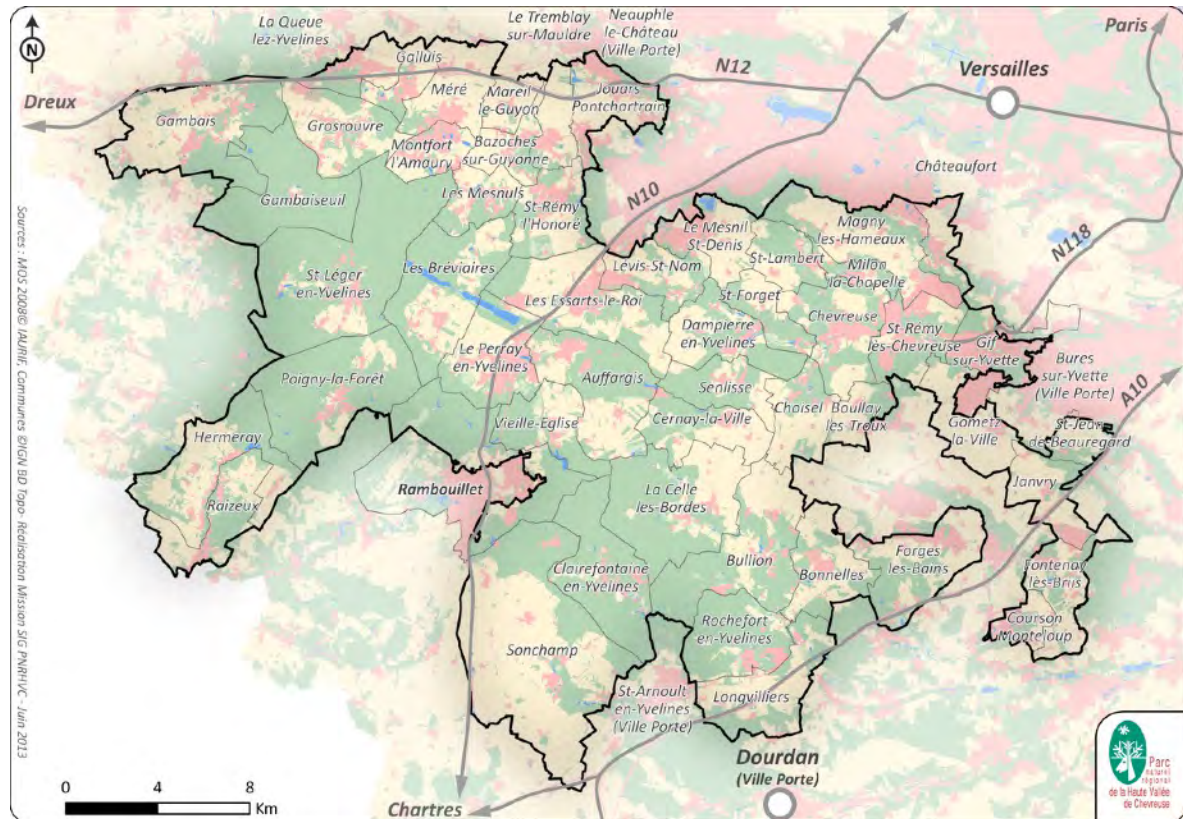 La Queue
lez-Yvelines
Le Tremblay
sur-Mauldre
Neauphle
le-Château
(Ville Porte)
Paris
N
Galluis
N12
Versailles
Dreux
Méré
Mareil
le-Guyon
Jouars
Pontchartrain
Gambais
Grosrouvre
Montfort
l'Amaury
Bazoches
sur-Guyonne
Châteaufort
Gambaiseuil
Les Mesnuls
St-Rémy
l'Honoré
N10
N118
Le Mesnil
St-Denis
Magny
les-Hameaux
St-Léger
en-Yvelines
Les Bréviaires
Levis-St-Nom
St-Lambert
Milon
la-Chapelle
Les Essarts-le-Roi
St-Forget
Chevreuse
Dampierre
en-Yvelines
St-Rémy
lès-Chevreuse
Gif
sur-Yvette
Bures
sur-Yvette
(Ville Porte)
A10
Le Perray
en-Yvelines
Poigny-la-Forêt
Auffargis
Senlisse
Vieille-Eglise
Cernay-la-Ville
Choisel
Boullay
les-Troux
Gometz
la-Ville
St-Jean
de-Beauregard
Hermeray
Raizeux
Rambouillet
La Celle
les-Bordes
Janvry
Clairefontaine
en-Yvelines
Bullion
Bonnelles
Forges
les-Bains
Fontenay
lès-Briis
Rochefort
en-Yvelines
Courson
Monteloup
Sonchamp
St-Arnoult
en-Yvelines
(Ville Porte)
Longvilliers
Dourdan
(Ville Porte)
Chartres
0 4 8
Km
Parc
naturel
régional
de la Haute Vallée
de Chevreuse
Sources : MOS 2008© IAURIF, Communes ©IGN BD Topo- Réalisation Mission SIG PNRHVC - Juin 2013